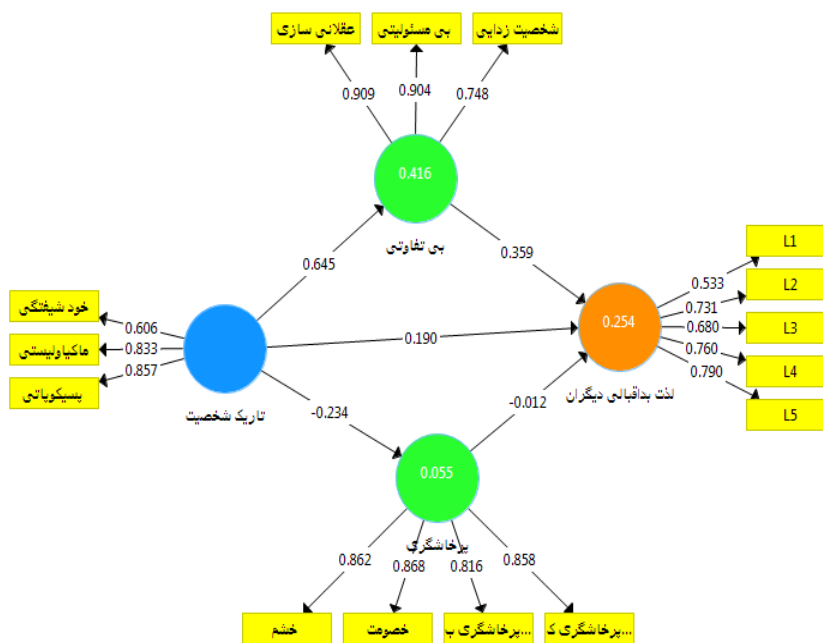 عقلانی سازی
بی مسئولیتی
شخصیت زدایی
0.909
0.904
0.748
0.416
بی تفاوتی
0.645
0.359
L1
L2
L3
L4
L5
0.533
0.731
0.680
0.760
0.790
0.254
لذت بداقبالی دیگران
خود شیفتگی
ماکیاولیستی
پسیکوپاتی
0.606
0.833
0.857
تاریک شخصیت
0.190
-0.234
-0.012
0.055
پرخاشگری
0.862
0.868
0.816
0.858
خشم
خصومت
پرخاشگری ب...
پرخاشگری ک...